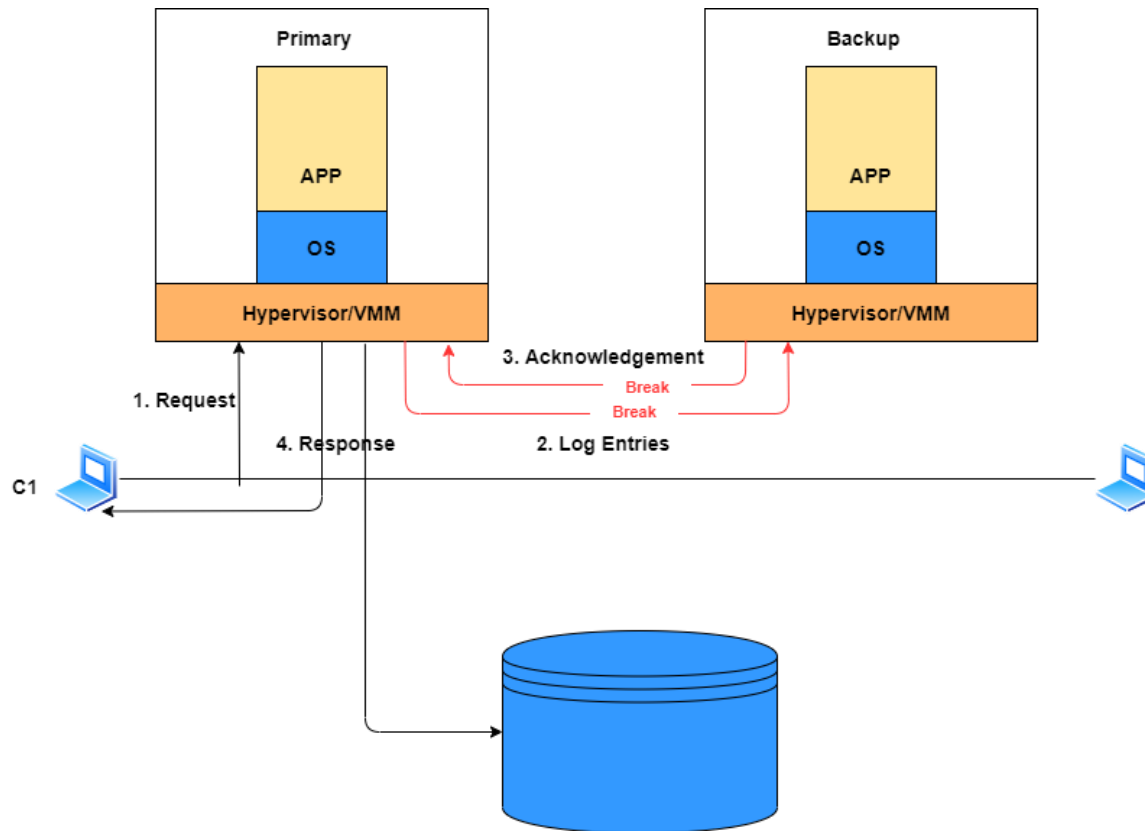 Primary
Backup
APP
APP
OS
OS
Hypervisor/VMM
Hypervisor/VMM
3. Acknowledgement
Break
1. Request
Break
4. Response
2. Log Entries
C1